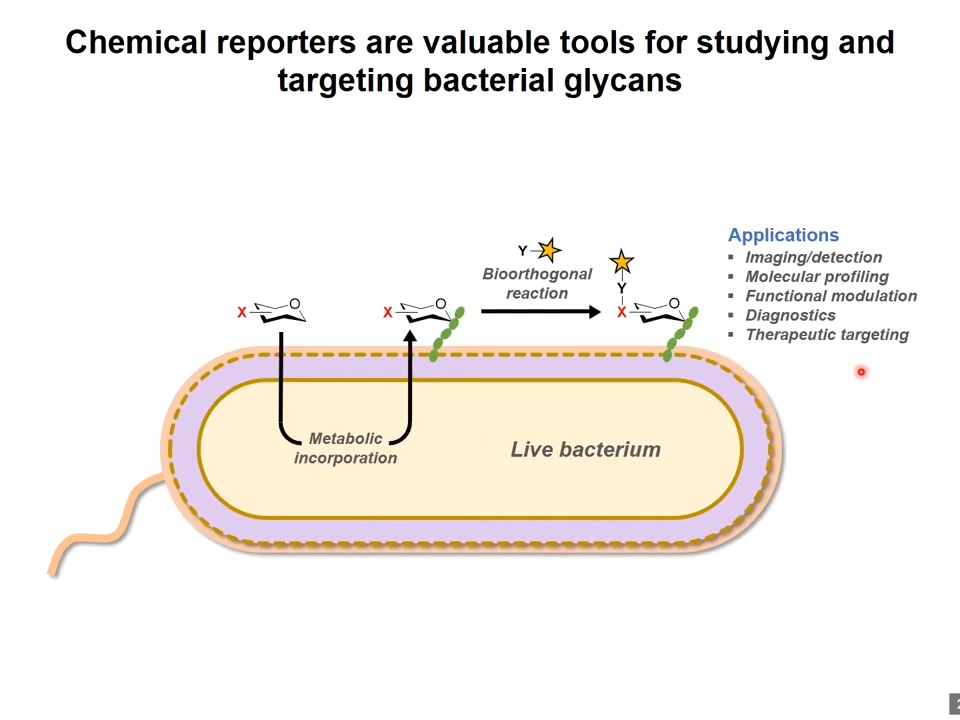 Chemical reporters are valuable tools for studying and
targeting bacterial glycans
Y
Bioorthogonal
reaction
X
O
X
O
Y
X
O
Applications
▪ Imaging/detection
▪ Molecular profiling
▪ Functional modulation
▪ Diagnostics
▪ Therapeutic targeting
Metabolic
incorporation
Live bacterium